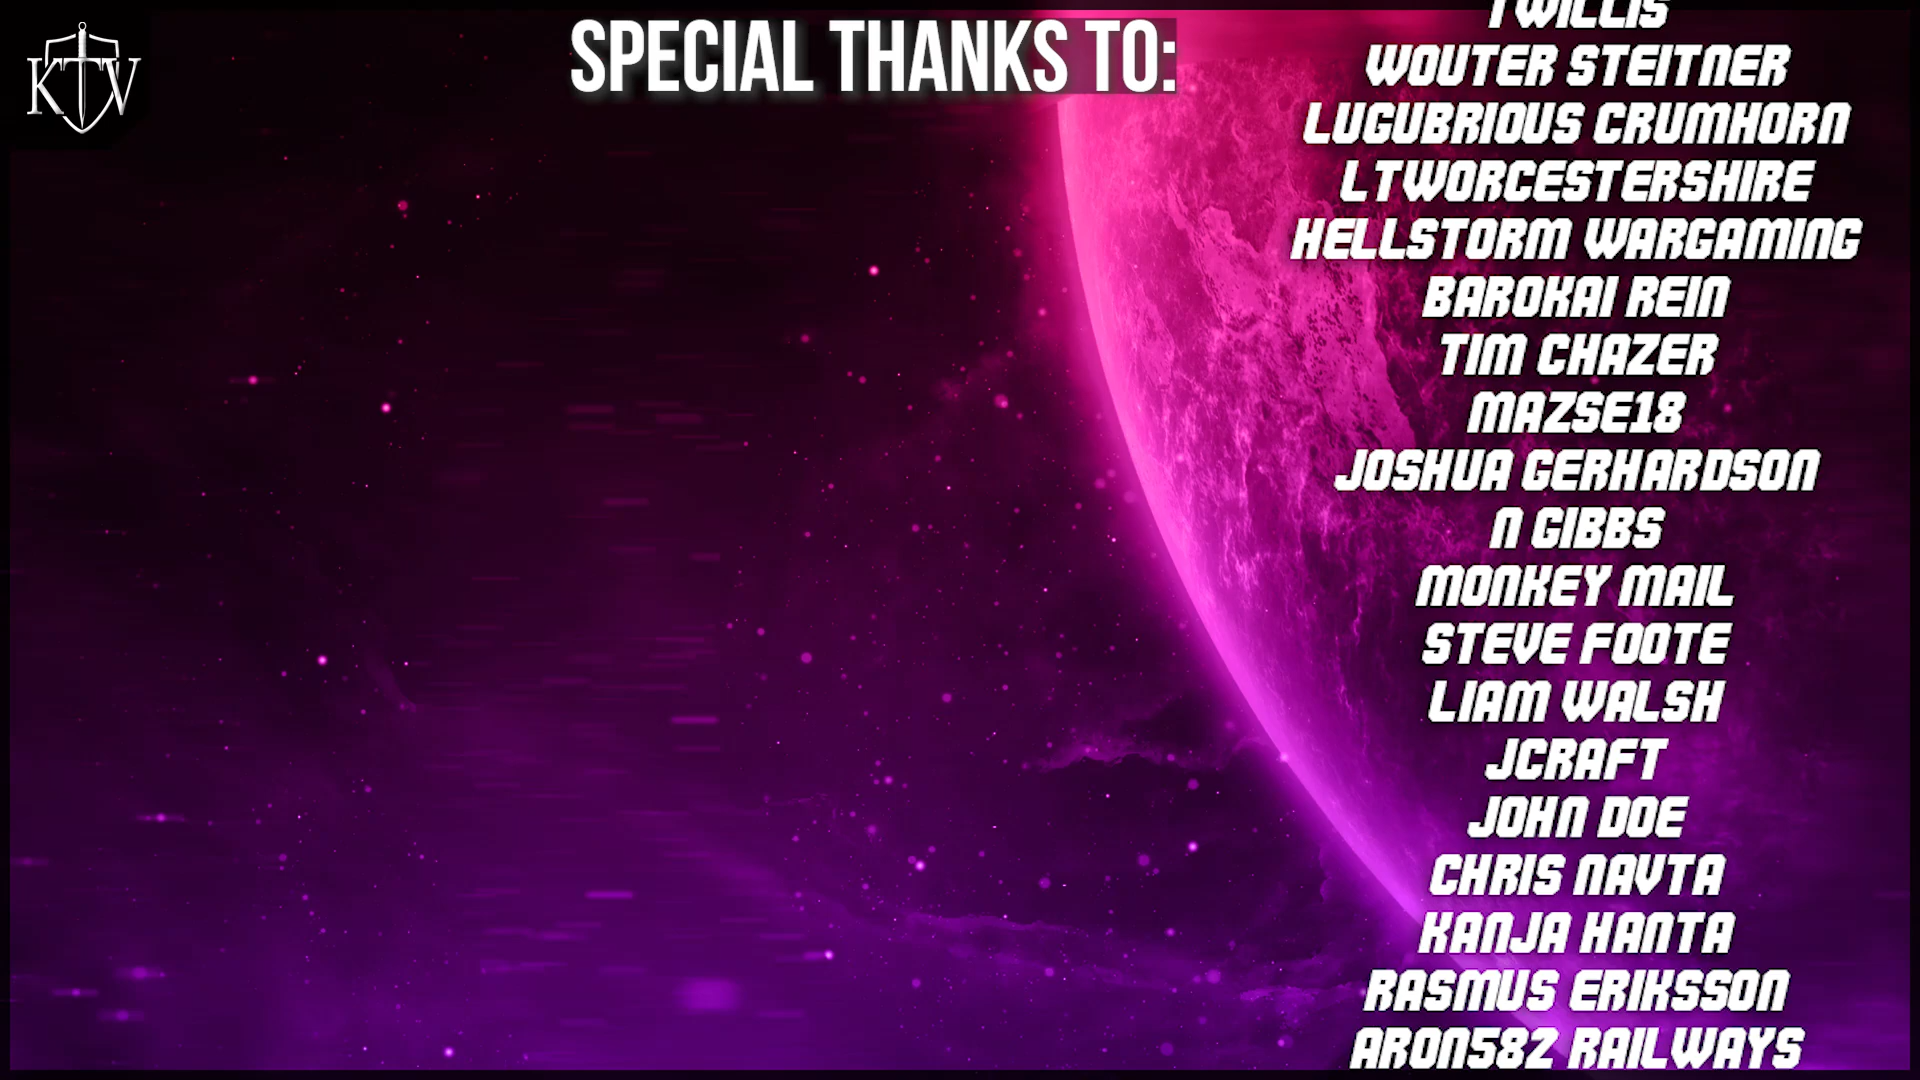 KTV
SPECIAL THANKS TO:
TWILLIS
WOUTER STEITNER
LUGUBRIOUS CRUMHORN
LTWORCESTERSHIRE
HELLSTORM WARGAMING
BAROKAI REIN
TIM CHAZER
MAZSE18
JOSHUA GERHARDSON
N GIBBS
MONKEY MAIL
STEVE FOOTE
LIAM WALSH
JCRAFT
JOHN DOE
CHRIS NAVTA
KANJA HANTA
RASMUS ERIKSSON
ARON582 RAILWAYS